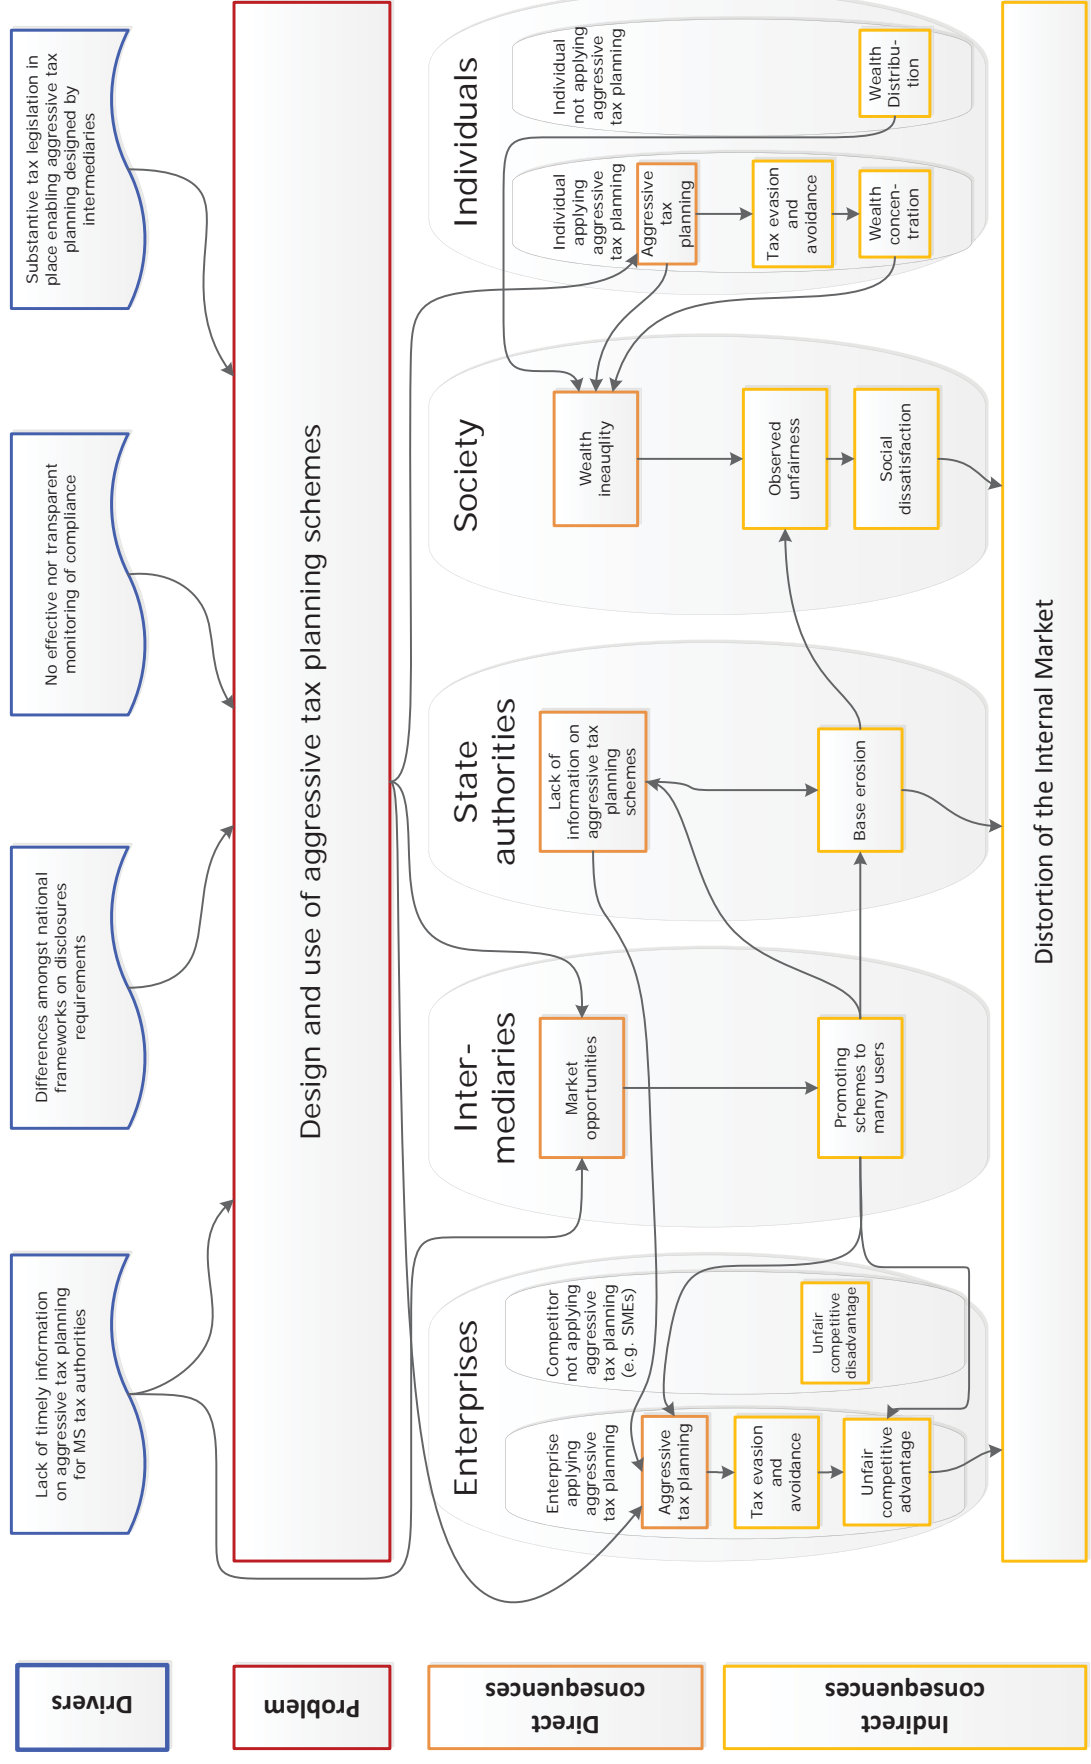 Drivers
Lack of timely information
on aggressive tax planning
for MS tax authorities
Differences amongst national
frameworks on disclosures
requirements
No effective nor transparent
monitoring of compliance
Substantive tax legislation in
place enabling aggressive tax
planning designed by
intermediaries
Problem
Design and use of aggressive tax planning schemes
Direct
consequences
Indirect
consequences
Enterprises
Enterprise
applying
aggressive
tax planning
Aggressive
tax planning
Tax evasion
and
avoidance
Unfair
competitive
advantage
Competitor
not applying
aggressive
tax planning
(e.g. SMEs)
Unfair
competitive
disadvantage
Inter-
mediaries
Market
opportunities
Promoting
schemes to
many users
State
authorities
Lack of
information on
aggressive tax
planning
schemes
Base erosion
Society
Wealth
ineauqlity
Observed
unfairness
Social
dissatisfaction
Individuals
Individual
applying
aggressive
tax planning
Aggressive
tax
planning
Tax evasion
and
avoidance
Wealth
concen-
tration
Individual
not applying
aggressive
tax planning
Wealth
Distribu-
tion
Distortion of the Internal Market